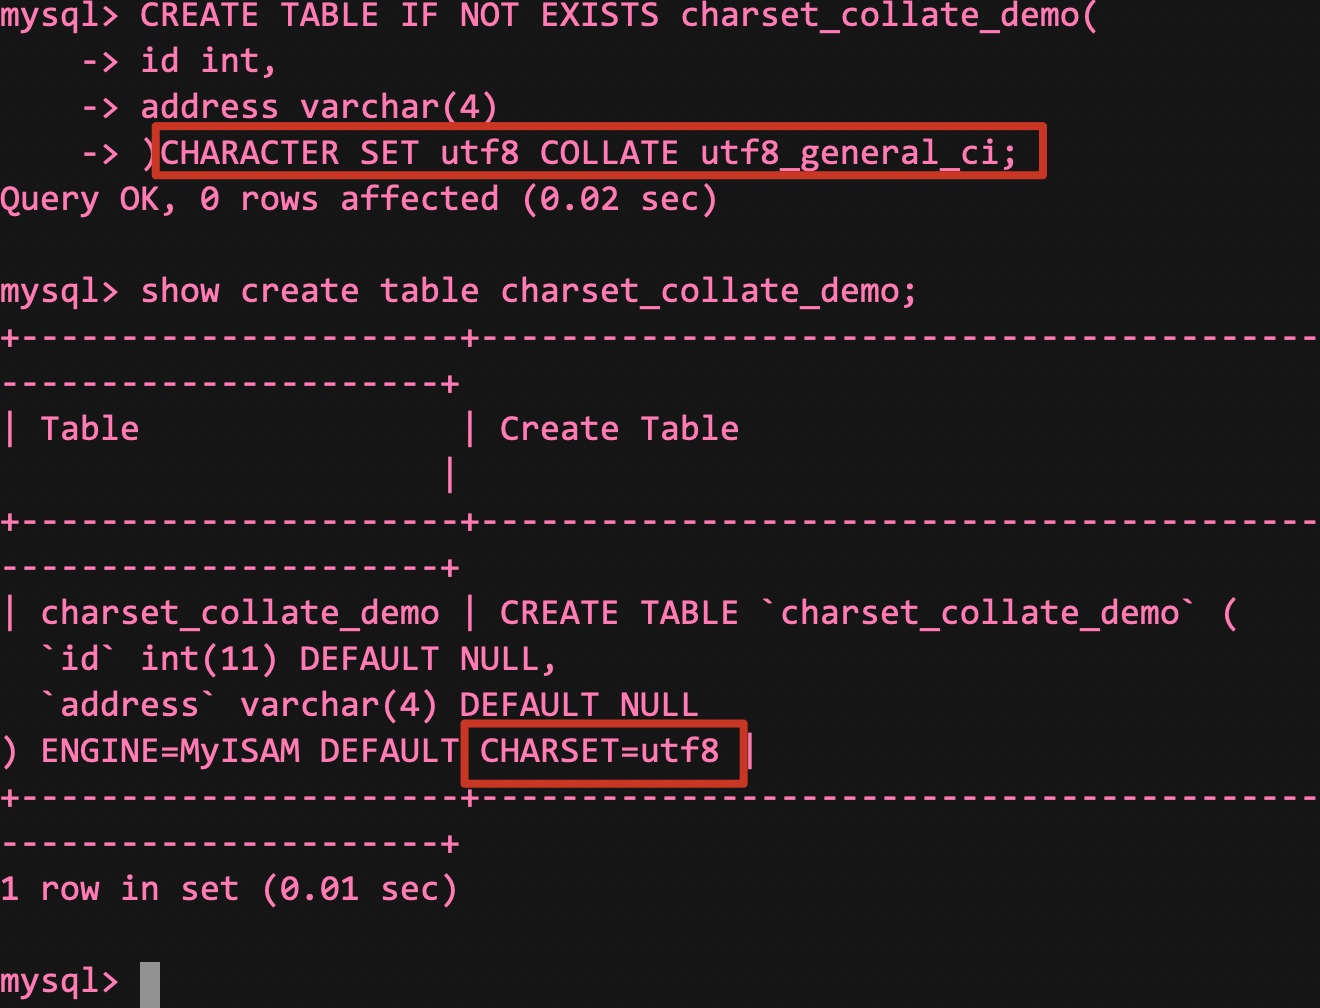 mysql> CREATE TABLE IF NOT EXISTS charset_collate_demo(
    -> id int,
    -> address varchar(4)
    -> )CHARACTER SET utf8 COLLATE utf8_general_ci;
Query OK, 0 rows affected (0.02 sec)

mysql> show create table charset_collate_demo;
+----------------------+------------------------------------------
----------------------+
| Table                | Create Table
                      |
+----------------------+------------------------------------------
----------------------+
| charset_collate_demo | CREATE TABLE `charset_collate_demo` (
  `id` int(11) DEFAULT NULL,
  `address` varchar(4) DEFAULT NULL
) ENGINE=MyISAM DEFAULT CHARSET=utf8 |
+----------------------+------------------------------------------
----------------------+
1 row in set (0.01 sec)

mysql>